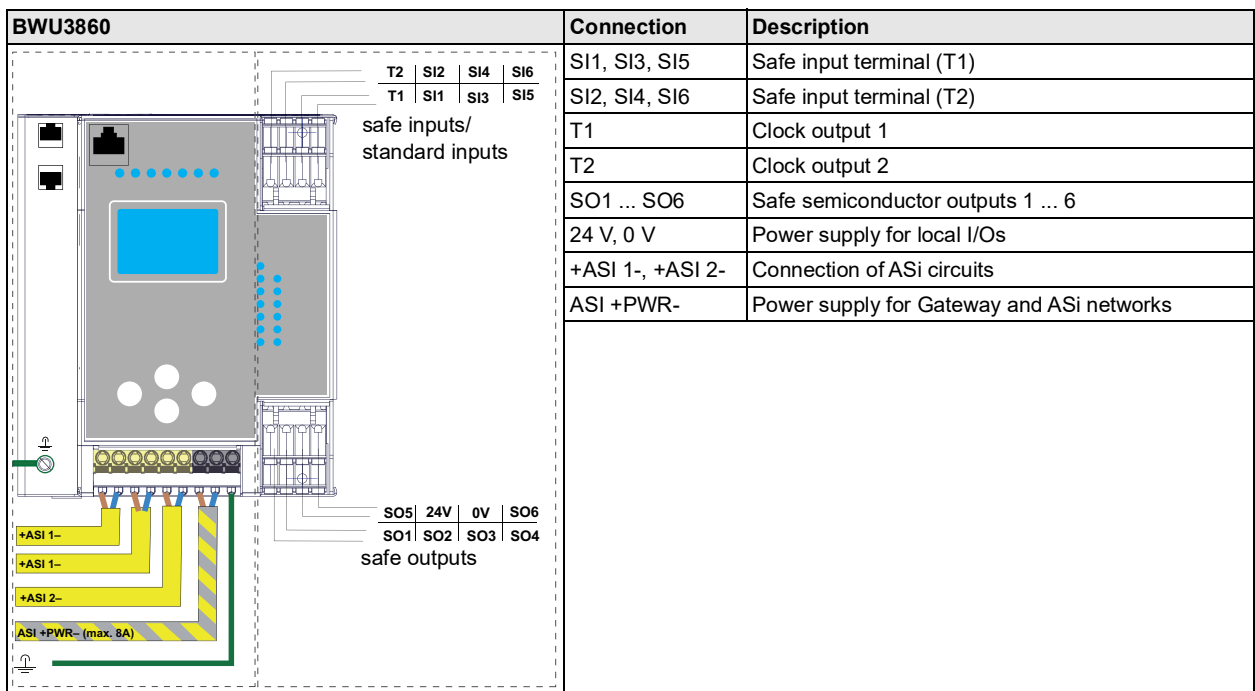 BWU3860
Connection Description
T2 SI2 SI4 SI6
T1 SI1 SI3 SI5
safe inputs/
standard inputs
SO5 24V 0V SO6
SO1 SO2 SO3 SO4
safe outputs
+ASI 1–
+ASI 1–
+ASI 2–
ASI +PWR– (max. 8A)
SI1, SI3, SI5 Safe input terminal (T1)
SI2, SI4, SI6 Safe input terminal (T2)
T1 Clock output 1
T2 Clock output 2
SO1 ... SO6 Safe semiconductor outputs 1 ... 6
24 V, 0 V Power supply for local I/Os
+ASI 1-, +ASI 2- Connection of ASi circuits
ASI +PWR- Power supply for Gateway and ASi networks